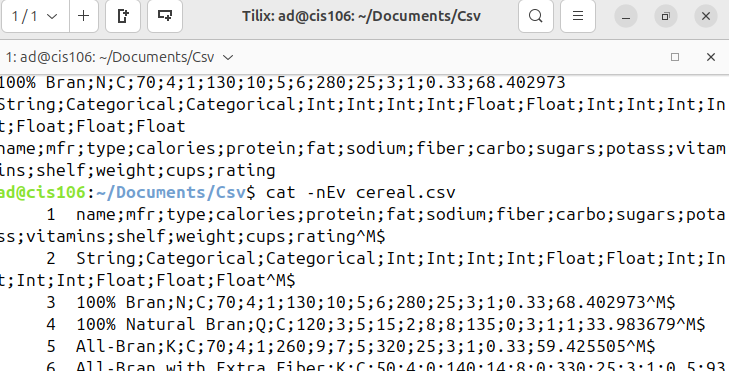 1 / 1
Tilix: ad@cis106: ~/Documents/Csv
1: ad@cis106: ~/Documents/Csv
100% Bran;N;C;70;4;1;130;10;5;6;280;25;3;1;0.33;68.402973
String;Categorical;Categorical;Int;Int;Int;Int;Float;Float;Int;Int;Int;In
t;Float;Float;Float
name;mfr;type;calories;protein;fat;sodium;fiber;carbo;sugars;potass;vitam
ins;shelf;weight;cups;rating
ad@cis106:~/Documents/Csv$ cat -nEv cereal.csv
1 name;mfr;type;calories;protein;fat;sodium;fiber;carbo;sugars;pota
ss;vitamins;shelf;weight;cups;rating^M$
2 String;Categorical;Categorical;Int;Int;Int;Int;Float;Float;Int;In
t;Int;Int;Float;Float;Float^M$
3 100% Bran;N;C;70;4;1;130;10;5;6;280;25;3;1;0.33;68.402973^M$
4 100% Natural Bran;Q;C;120;3;5;15;2;8;8;135;0;3;1;1;33.983679^M$
5 All-Bran;K;C;70;4;1;260;9;7;5;320;25;3;1;0.33;59.425505^M$
6 All-Bran with Extra Fiber;K;C;50;4;0;140;14;8;0;330;25;3;1;0.5;93